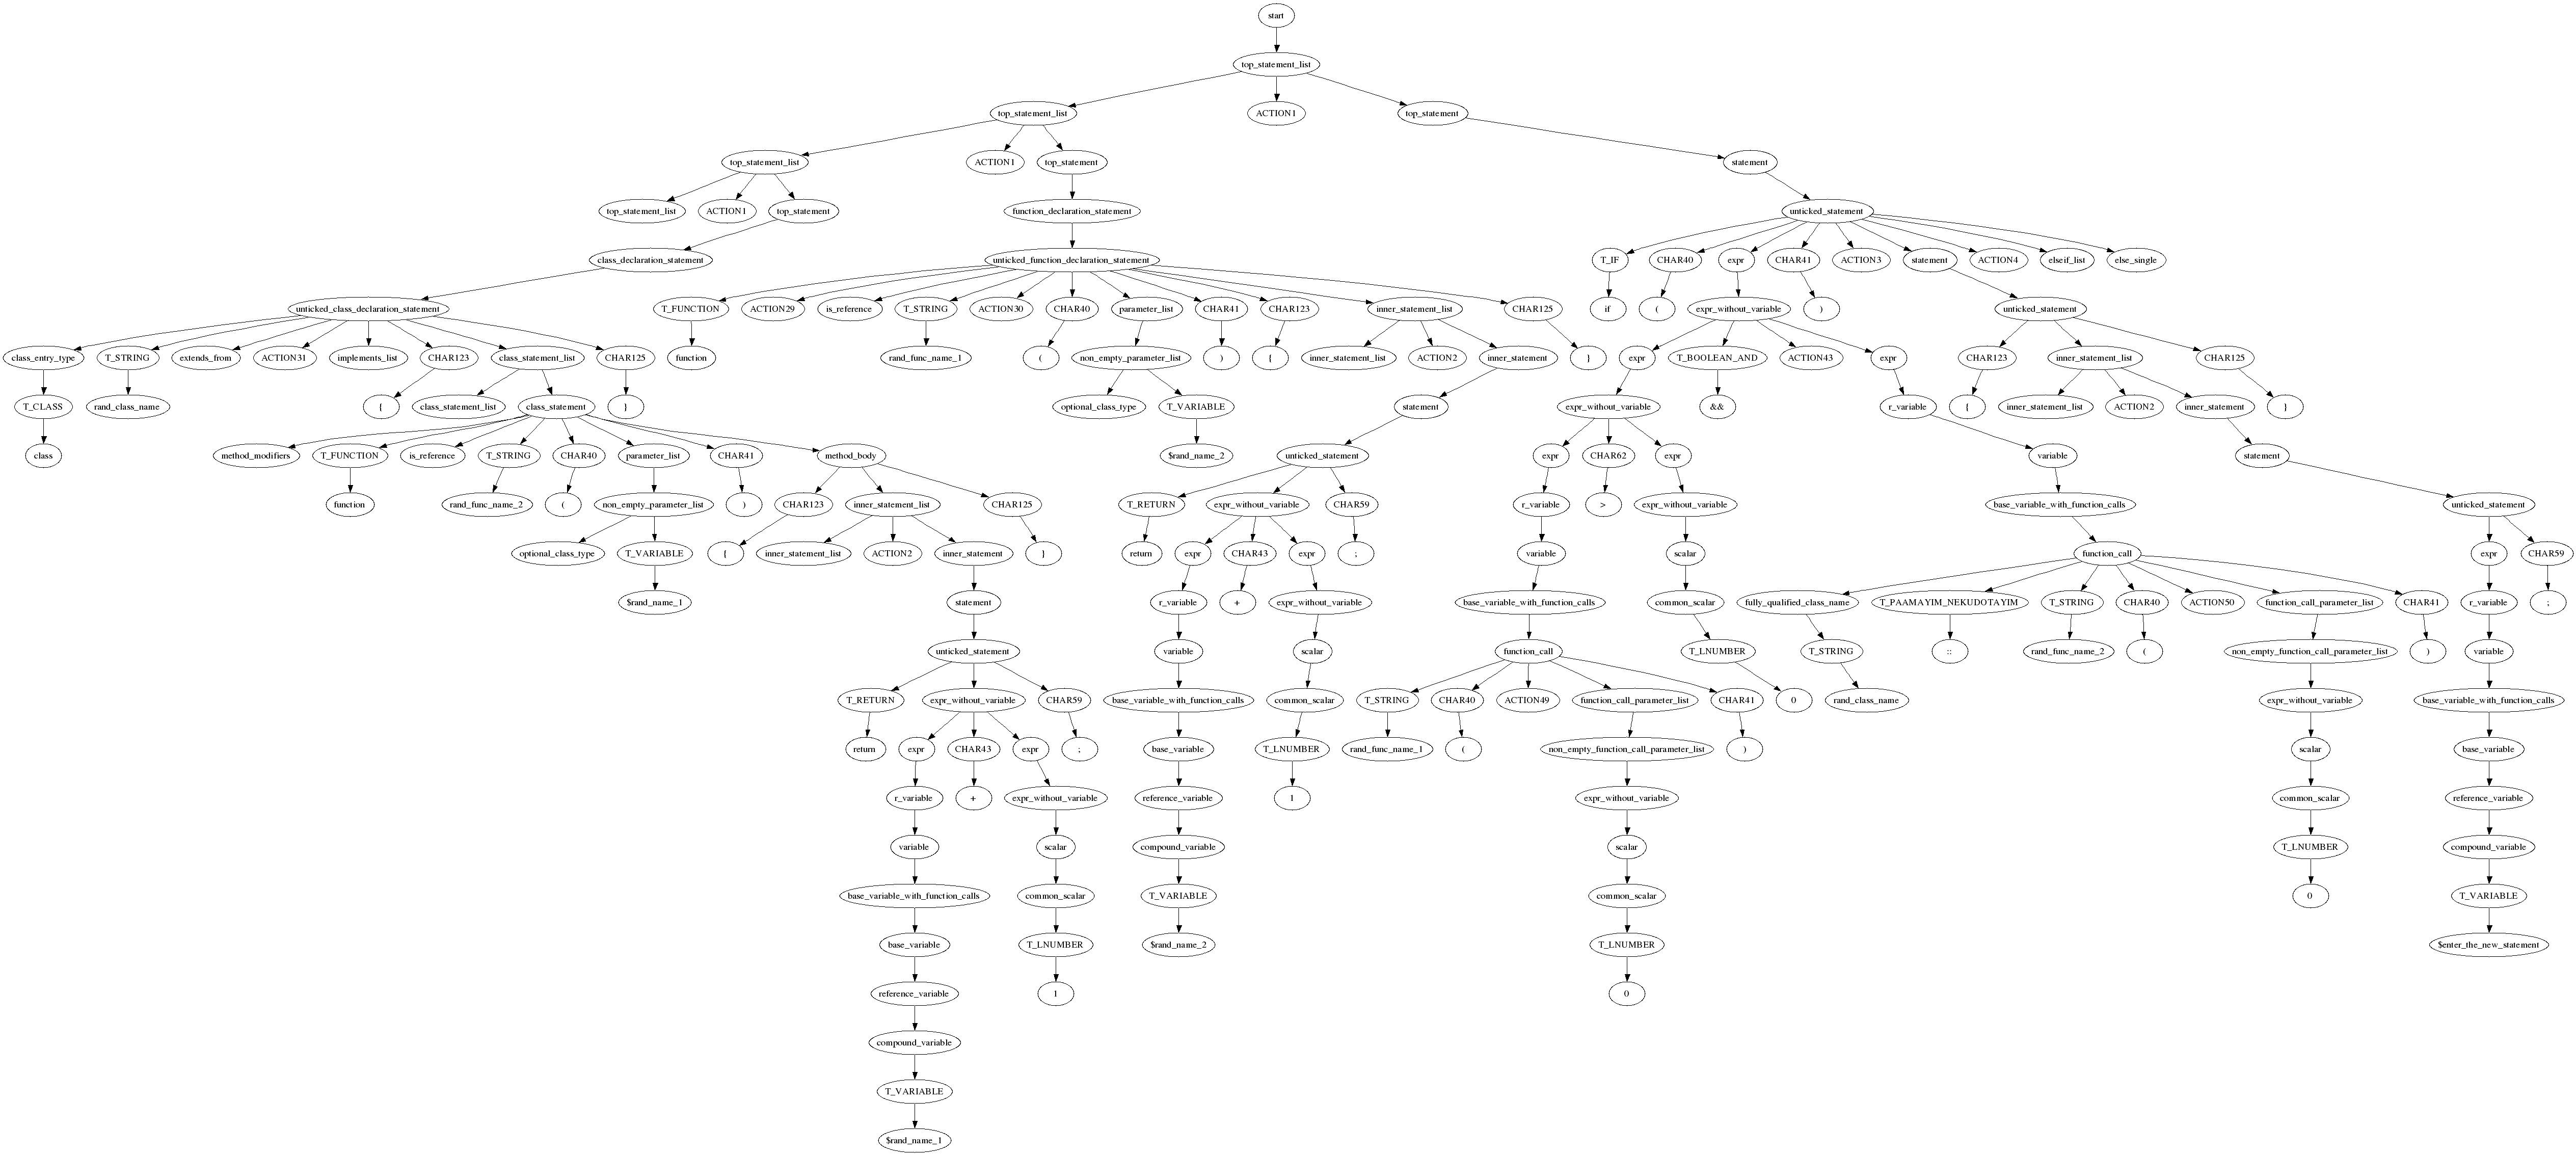 start
top_statement_list
top_statement_list ACTION1 top_statement
top_statement_list ACTION1 top_statement statement
top_statement_list ACTION1 top_statement function_declaration_statement unticked_statement
class_declaration_statement unticked_function_declaration_statement T_IF CHAR40 expr CHAR41 ACTION3 statement ACTION4 elseif_list else_single
unticked_class_declaration_statement T_FUNCTION ACTION29 is_reference T_STRING ACTION30 CHAR40 parameter_list CHAR41 CHAR123 inner_statement_list CHAR125 if ( expr_without_variable ) unticked_statement
class_entry_type T_STRING extends_from ACTION31 implements_list CHAR123 class_statement_list CHAR125 function rand_func_name_1 ( non_empty_parameter_list ) { inner_statement_list ACTION2 inner_statement } expr T_BOOLEAN_AND ACTION43 expr CHAR123 inner_statement_list CHAR125
T_CLASS rand_class_name { class_statement_list class_statement } optional_class_type T_VARIABLE statement expr_without_variable && r_variable { inner_statement_list ACTION2 inner_statement }
class method_modifiers T_FUNCTION is_reference T_STRING CHAR40 parameter_list CHAR41 method_body $rand_name_2 unticked_statement expr CHAR62 expr variable statement
function rand_func_name_2 ( non_empty_parameter_list ) CHAR123 inner_statement_list CHAR125 T_RETURN expr_without_variable CHAR59 r_variable > expr_without_variable base_variable_with_function_calls unticked_statement
optional_class_type T_VARIABLE { inner_statement_list ACTION2 inner_statement } return expr CHAR43 expr ; variable scalar function_call expr CHAR59
$rand_name_1 statement r_variable + expr_without_variable base_variable_with_function_calls common_scalar fully_qualified_class_name T_PAAMAYIM_NEKUDOTAYIM T_STRING CHAR40 ACTION50 function_call_parameter_list CHAR41 r_variable ;
unticked_statement variable scalar function_call T_LNUMBER T_STRING :: rand_func_name_2 ( non_empty_function_call_parameter_list ) variable
T_RETURN expr_without_variable CHAR59 base_variable_with_function_calls common_scalar T_STRING CHAR40 ACTION49 function_call_parameter_list CHAR41 0 rand_class_name expr_without_variable base_variable_with_function_calls
return expr CHAR43 expr ; base_variable T_LNUMBER rand_func_name_1 ( non_empty_function_call_parameter_list ) scalar base_variable
r_variable + expr_without_variable reference_variable 1 expr_without_variable common_scalar reference_variable
variable scalar compound_variable scalar T_LNUMBER compound_variable
base_variable_with_function_calls common_scalar T_VARIABLE common_scalar 0 T_VARIABLE
base_variable T_LNUMBER $rand_name_2 T_LNUMBER $enter_the_new_statement
reference_variable 1 0
compound_variable
T_VARIABLE
$rand_name_1